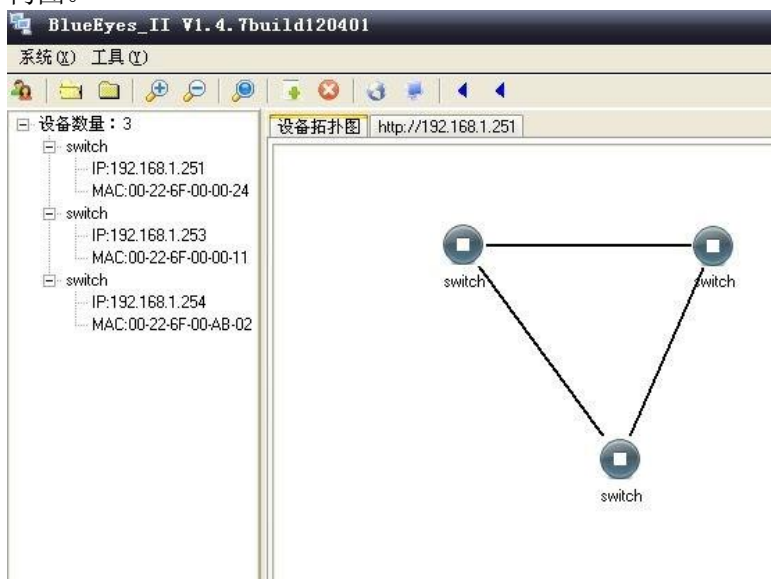 BlueEyes_II V1.4.7build120401
系统(X) 工具(Y)
设备数量：3
switch
IP:192.168.1.251
MAC:00-22-6F-00-00-24
switch
IP:192.168.1.253
MAC:00-22-6F-00-00-11
switch
IP:192.168.1.254
MAC:00-22-6F-00-AB-02
设备拓扑图 http://192.168.1.251
switch
switch
switch